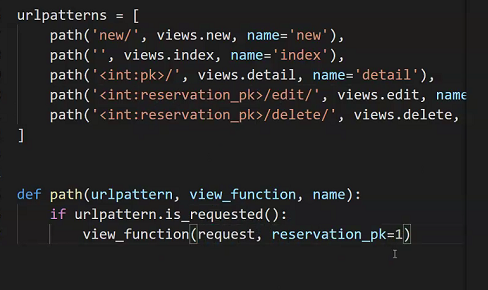 urlpatterns = [
    path('new/', views.new, name='new'),
    path('', views.index, name='index'),
    path('<int:pk>/', views.detail, name='detail'),
    path('<int:reservation_pk>/edit/', views.edit, nam
    path('<int:reservation_pk>/delete/', views.delete,
]
def path(urlpattern, view_function, name):
    if urlpattern.is_requested():
        view_function(request, reservation_pk=1)